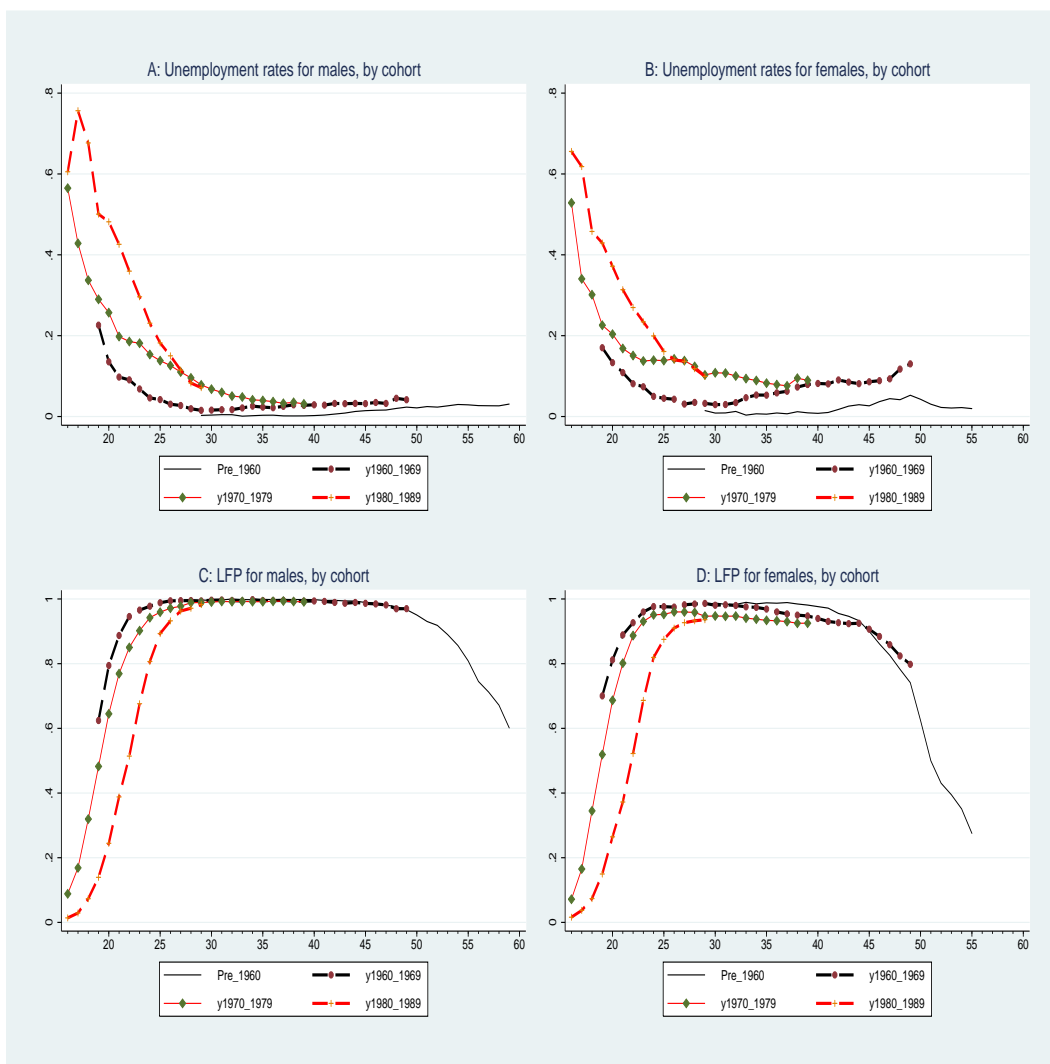 A: Unemployment rates for males, by cohort
.8
.6
.4
.2
0
20 25 30 35 40 45 50 55 60
Pre_1960 y1960_1969
y1970_1979 y1980_1989
B: Unemployment rates for females, by cohort
.8
.6
.4
.2
0
20 25 30 35 40 45 50 55 60
Pre_1960 y1960_1969
y1970_1979 y1980_1989
C: LFP for males, by cohort
1
.8
.6
.4
.2
0
20 25 30 35 40 45 50 55 60
Pre_1960 y1960_1969
y1970_1979 y1980_1989
D: LFP for females, by cohort
1
.8
.6
.4
.2
0
20 25 30 35 40 45 50 55 60
Pre_1960 y1960_1969
y1970_1979 y1980_1989